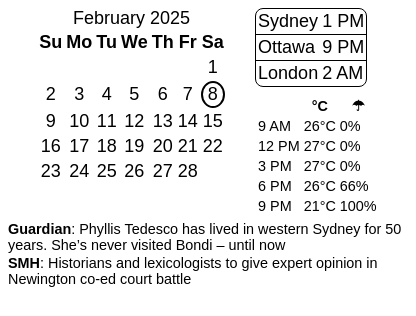 February 2025
Su Mo Tu We Th Fr Sa
1
2 3 4 5 6 7 8
9 10 11 12 13 14 15
16 17 18 19 20 21 22
23 24 25 26 27 28
Sydney 1 PM
Ottawa 9 PM
London 2 AM
°C ☂
9 AM 26°C 0%
12 PM 27°C 0%
3 PM 27°C 0%
6 PM 26°C 66%
9 PM 21°C 100%
Guardian: Phyllis Tedesco has lived in western Sydney for 50
years. She’s never visited Bondi – until now
SMH: Historians and lexicologists to give expert opinion in
Newington co-ed court battle